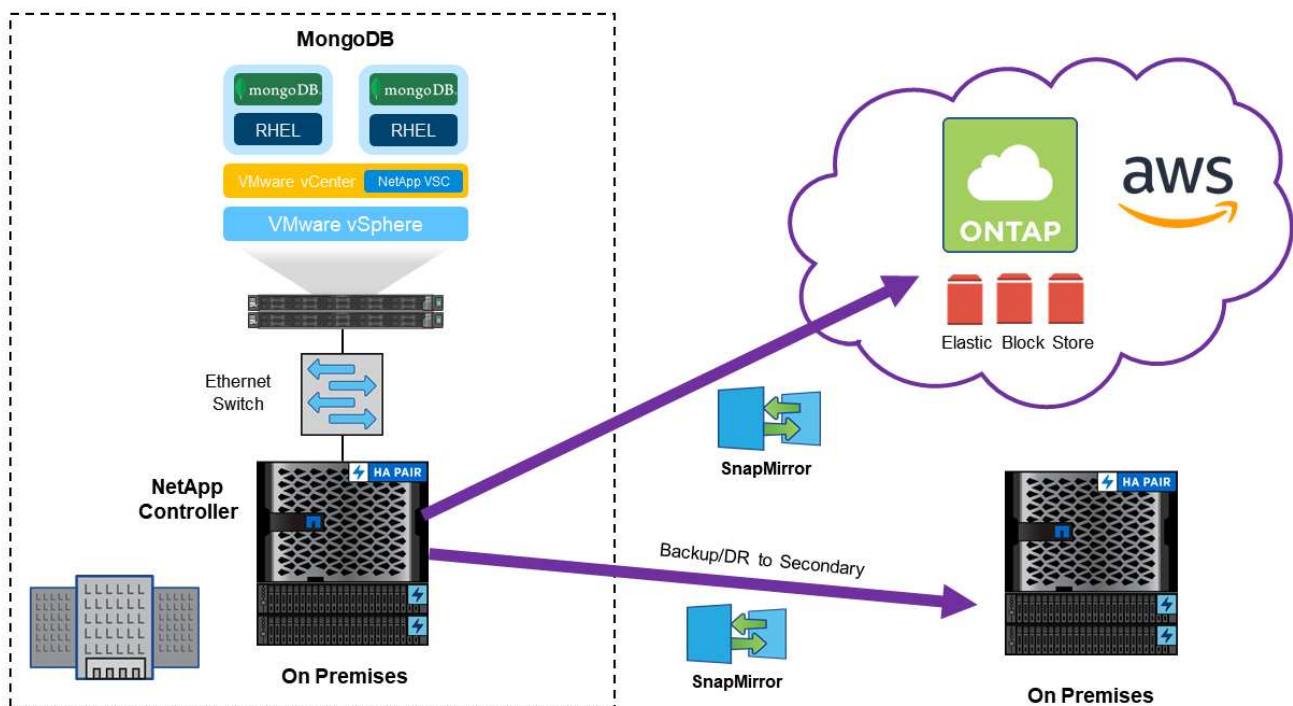 MongoDB
mongoDB. mongoDB.
RHEL RHEL
VMware vCenter NetApp VSC
VMware vSphere
Ethernet
Switch
HA PAIR
NetApp
Controller
On Premises
ONTAP
aws
Elastic Block Store
SnapMirror
Backup/DR to Secondary
SnapMirror
HA PAIR
On Premises